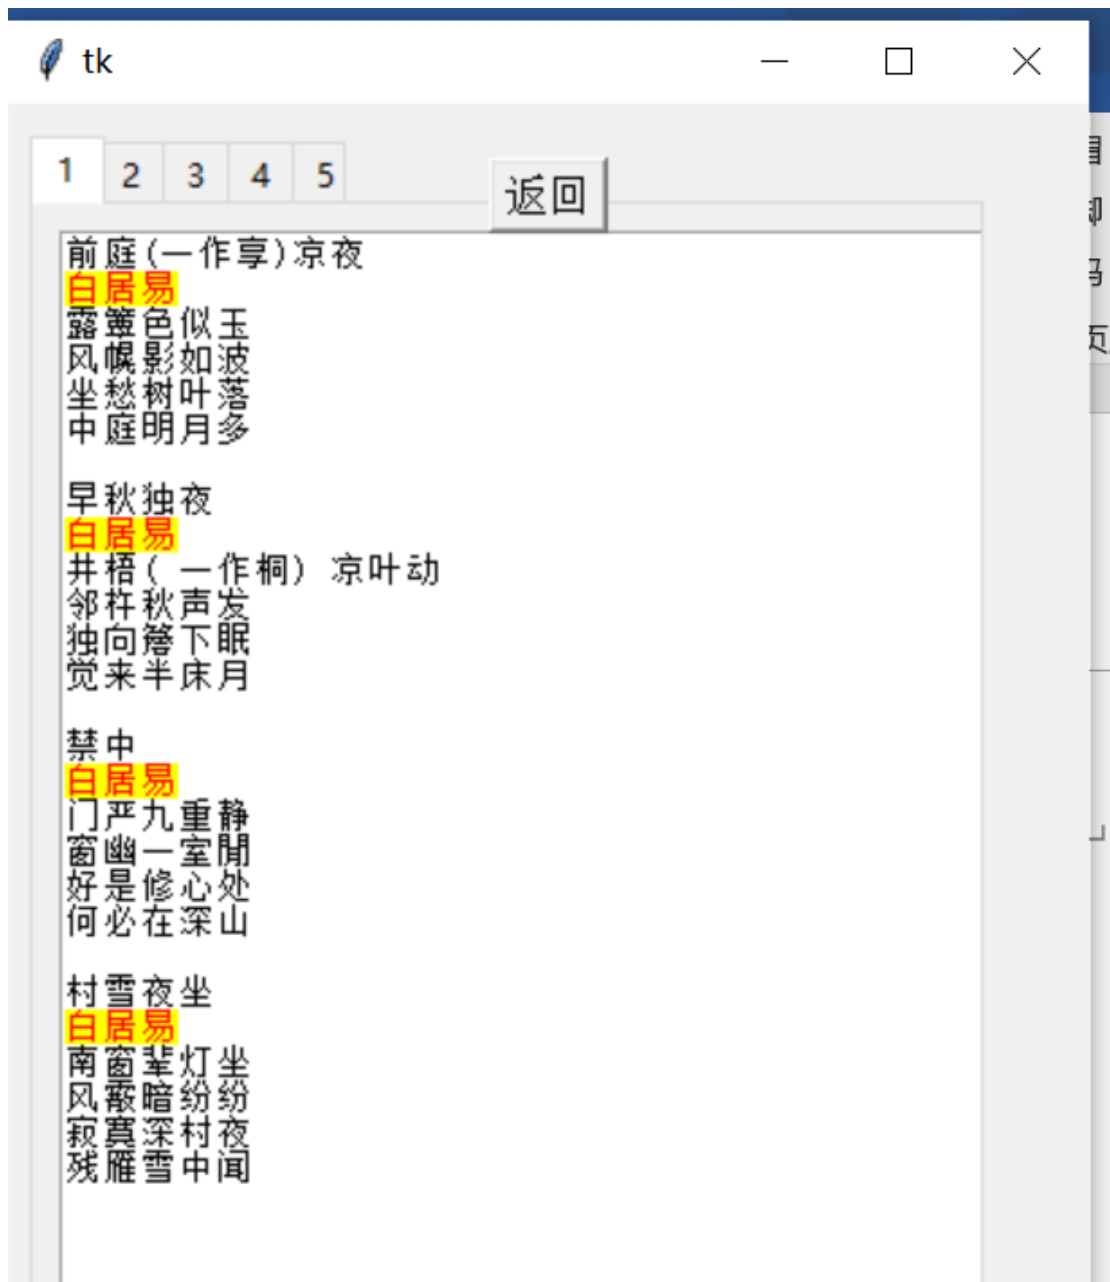 tk
1 2 3 4 5
返回
前庭(一作享)凉夜
白居易
露簟色似玉
风幌影如波
坐愁树叶落
中庭明月多
早秋独夜
白居易
井梧( 一作桐) 凉叶动
邻杵秋声发
独向簷下眠
觉来半床月
禁中
白居易
门严九重静
窗幽一室閒
好是修心处
何必在深山
村雪夜坐
白居易
南窗辈灯坐
风霰暗纷纷
寂寞深村夜
残雁雪中闻